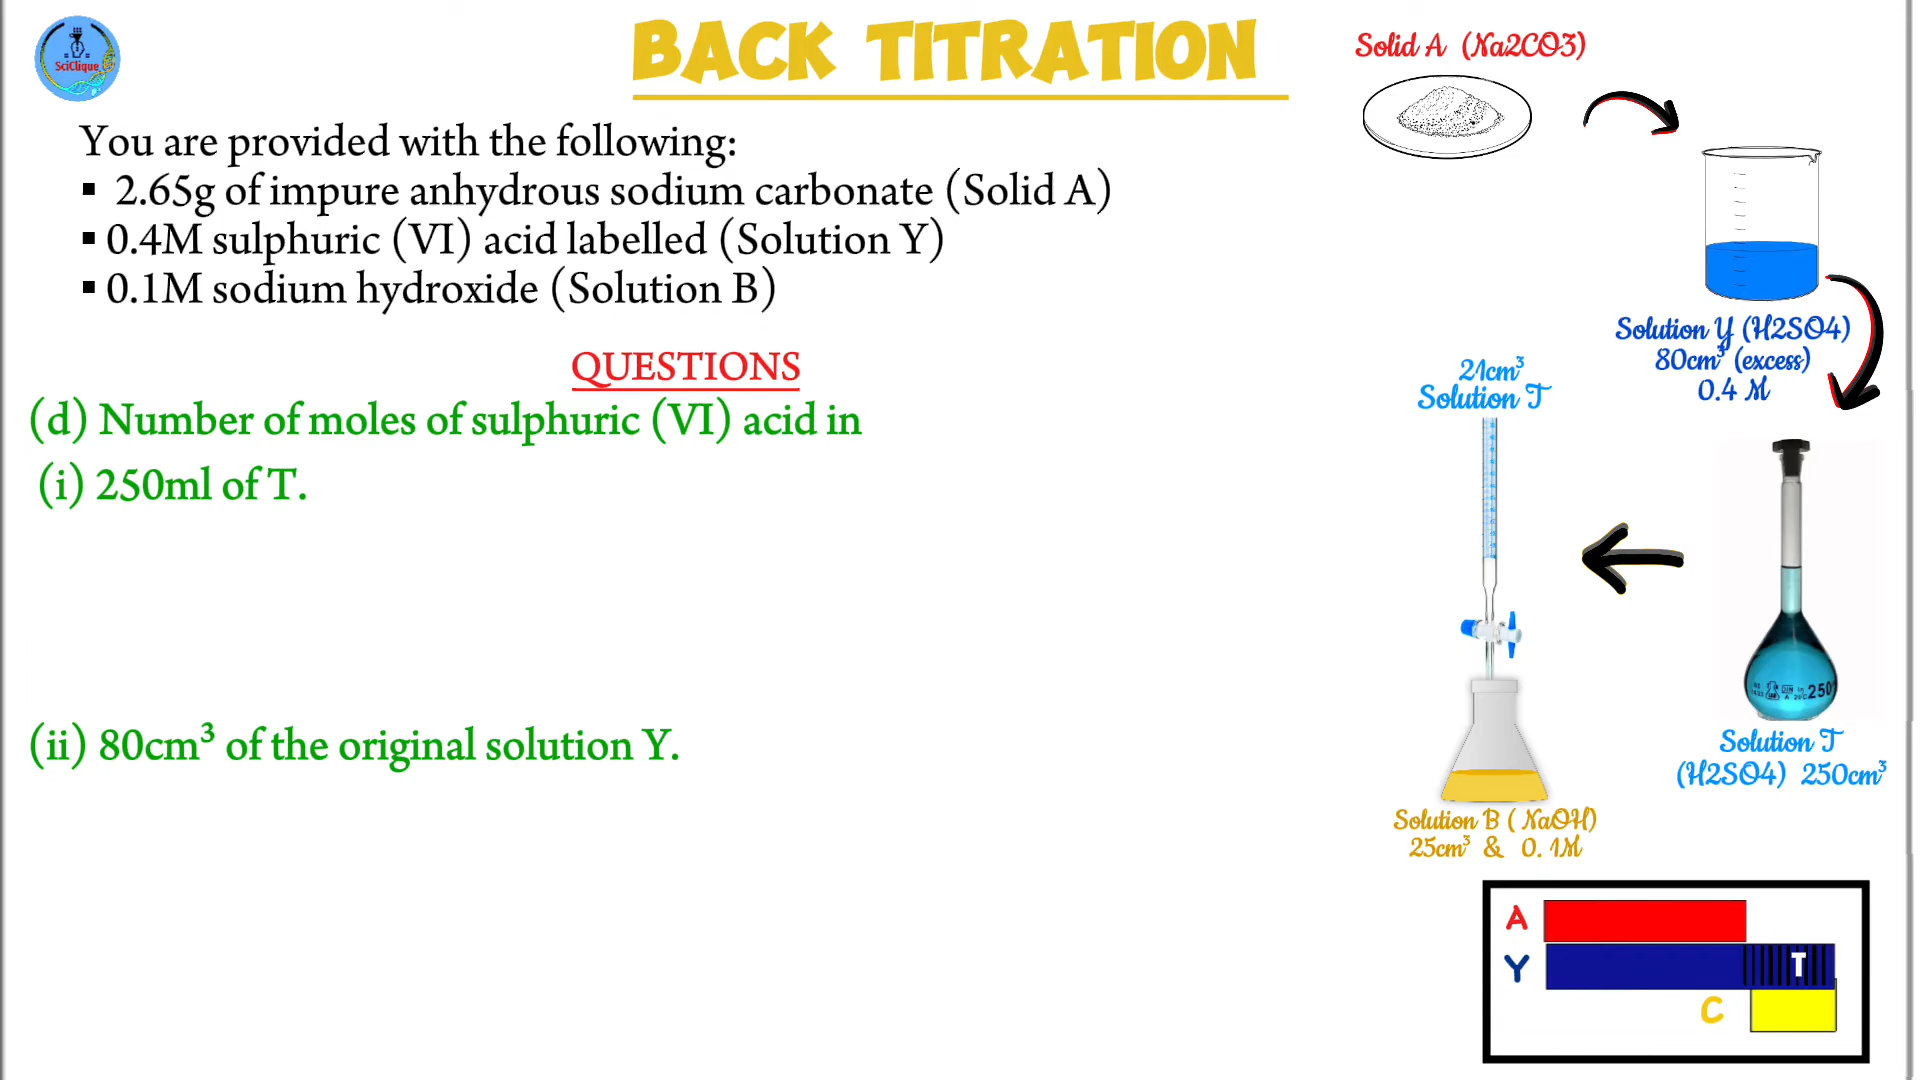 SciClique
BACK TITRATION
You are provided with the following:
▪ 2.65g of impure anhydrous sodium carbonate (Solid A)
▪ 0.4M sulphuric (VI) acid labelled (Solution Y)
▪ 0.1M sodium hydroxide (Solution B)
QUESTIONS
(d) Number of moles of sulphuric (VI) acid in
(i) 250ml of T.
(ii) 80cm³ of the original solution Y.
Solid A (Na2CO3)
Solution Y (H2SO4)
80cm³ (excess)
0.4 M
21cm³
Solution T
250
Solution T
(H2SO4) 250cm³
Solution B ( NaOH)
25cm³ & 0. 1M
A
Y
T
C